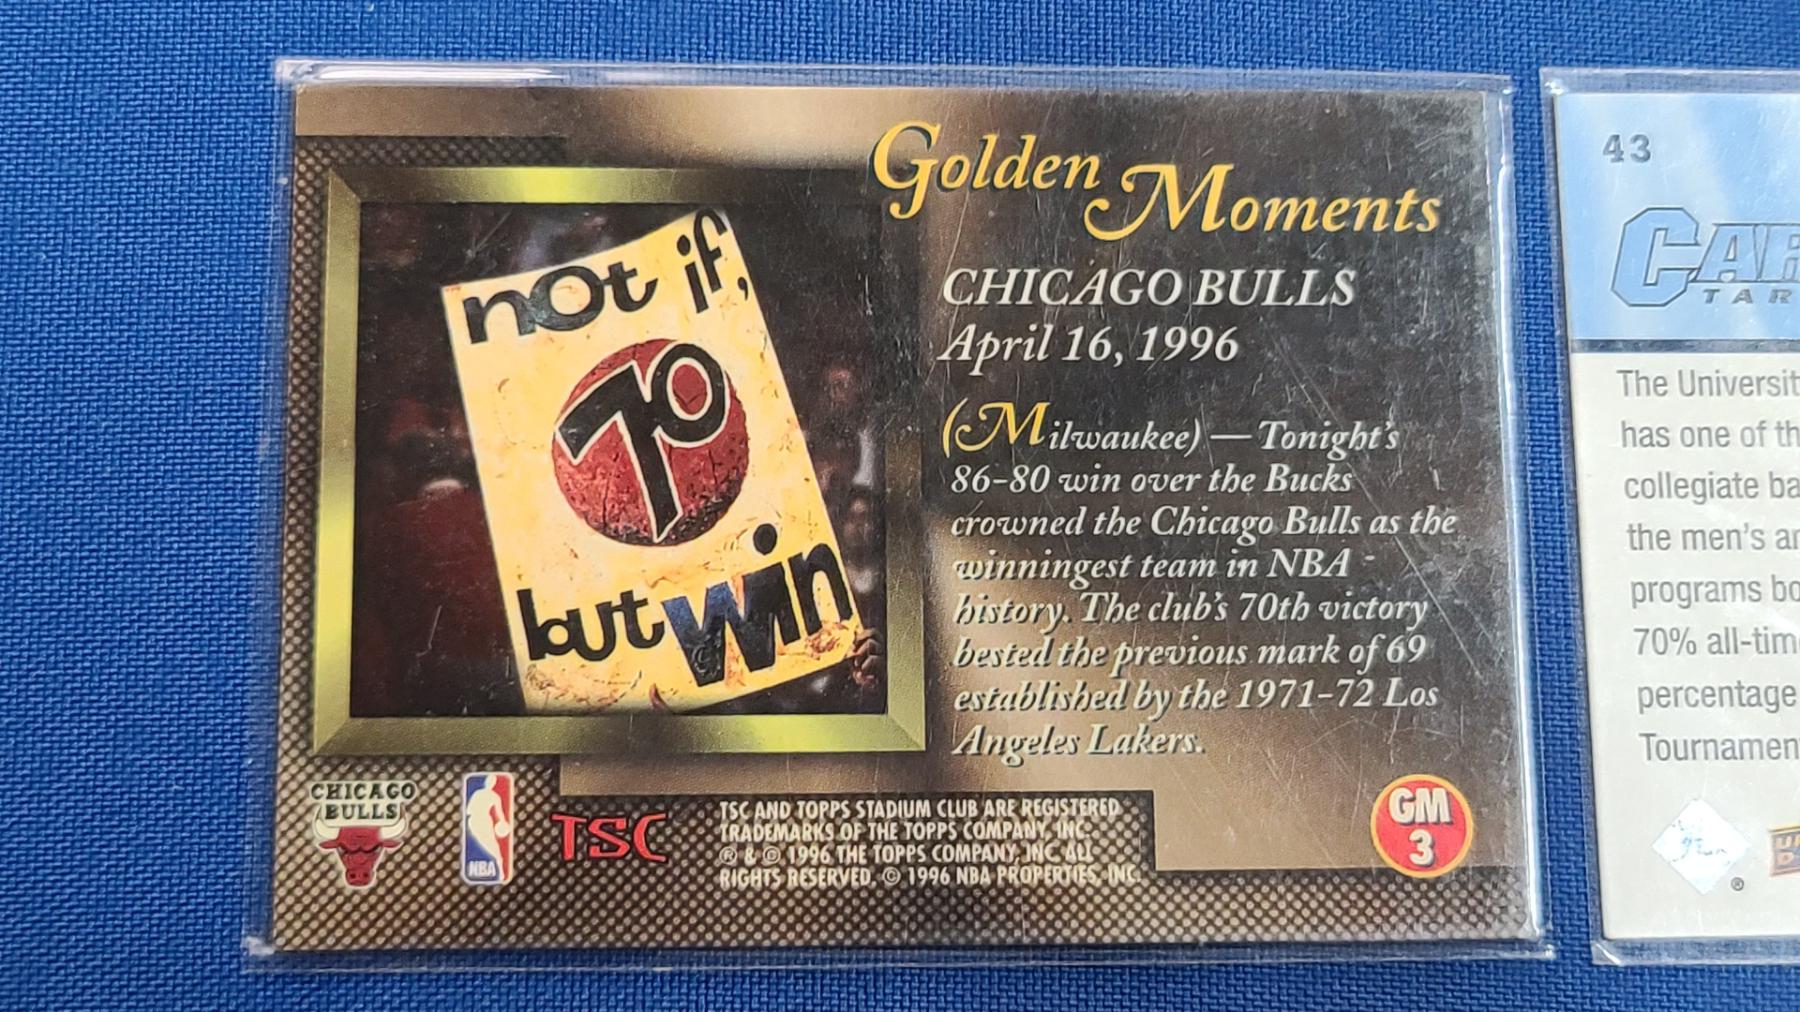 Golden Moments
CHICAGO BULLS
April 16, 1996
(Milwaukee) — Tonight's
86-80 win over the Bucks
crowned the Chicago Bulls as the
winningest team in NBA
history. The club's 70th victory
bested the previous mark of 69
established by the 1971-72 Los
Angeles Lakers.
not if,
70
but win
CHICAGO
BULLS
NBA
TSC
TSC AND TOPPS STADIUM CLUB ARE REGISTERED
TRADEMARKS OF THE TOPPS COMPANY, INC.
® & © 1996 THE TOPPS COMPANY, INC. ALL
RIGHTS RESERVED. © 1996 NBA PROPERTIES, INC.
GM
3
43
CAR
TAR
The Universit
has one of th
collegiate ba
the men's an
programs bo
70% all-tim
percentage
Tournamen
®